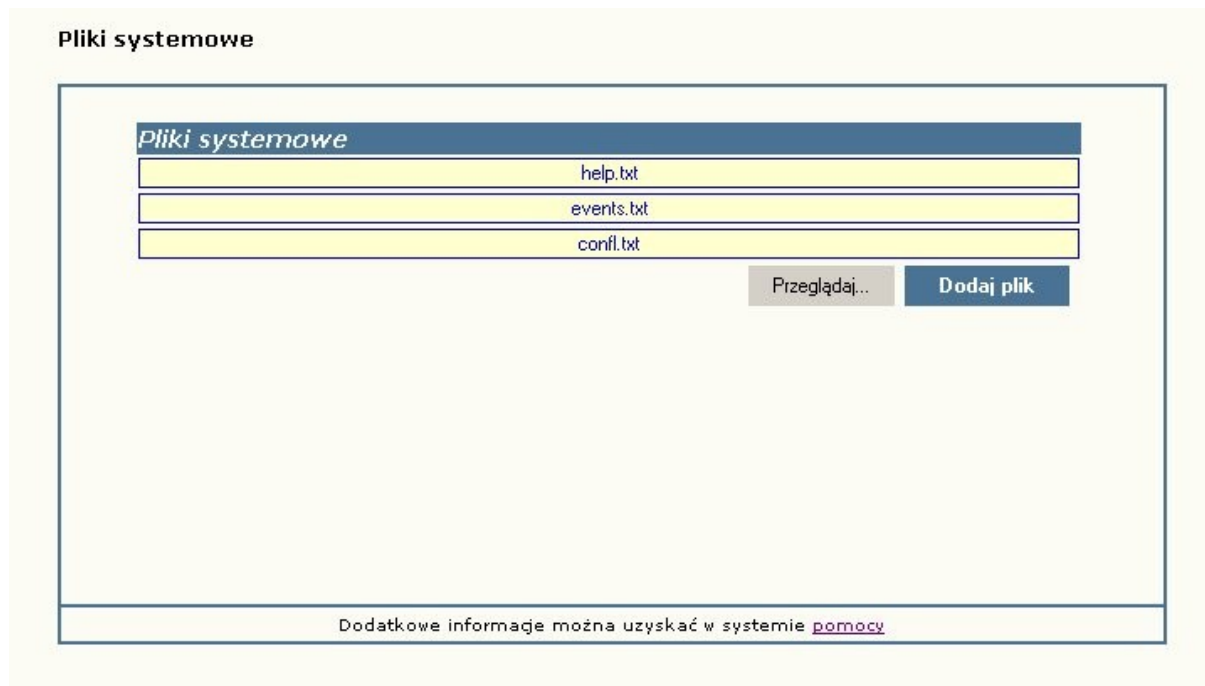 Pliki systemowe
Pliki systemowe
help.txt
events.txt
confl.txt
Przeglądaj... Dodaj plik
Dodatkowe informacje można uzyskać w systemie pomocy